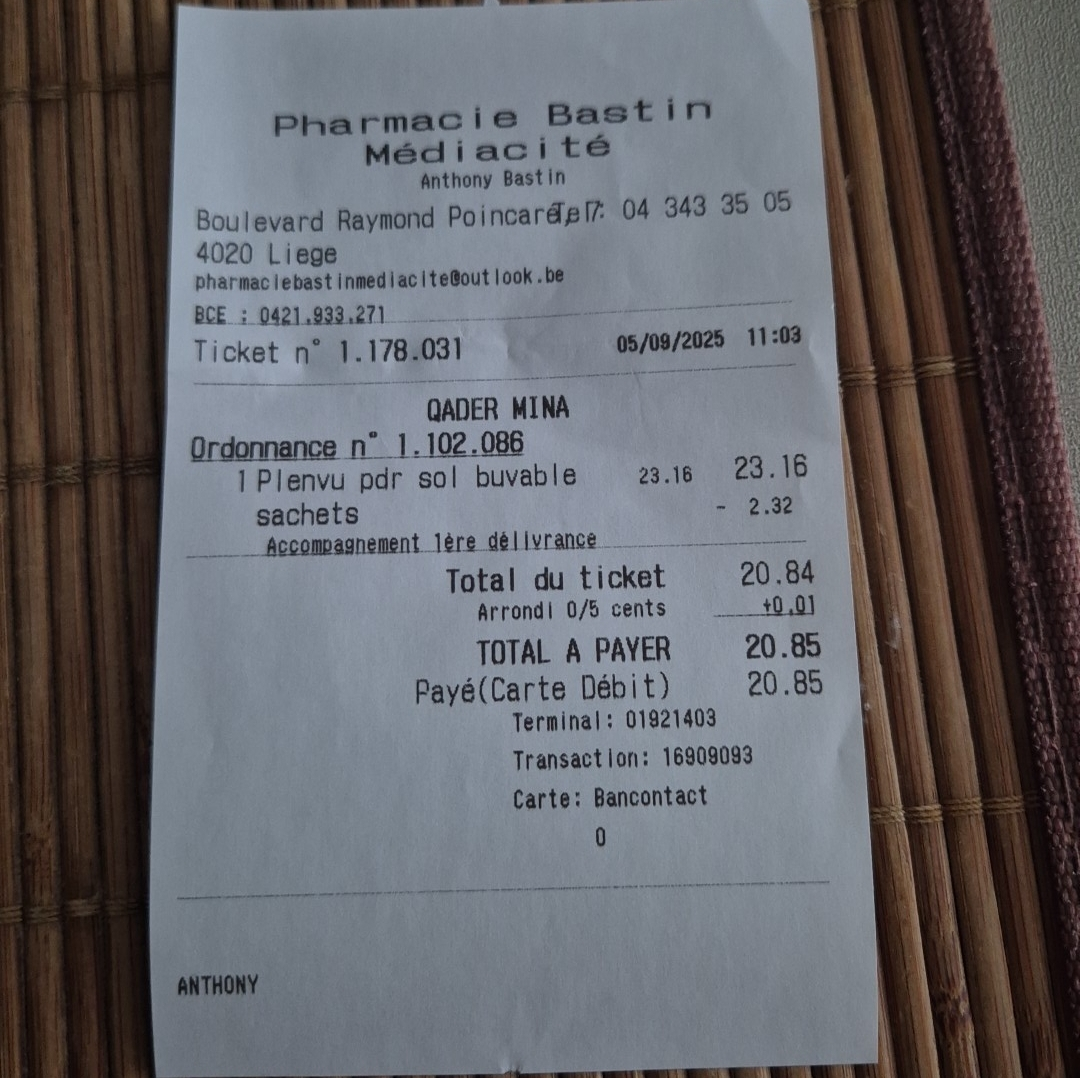 Pharmacie Bastin
Médiacité
Anthony Bastin
Boulevard Raymond Poincaré, 7 Tel : 04 343 35 05
4020 Liege
pharmaciebastinmediacite@outlook.be
BCE : 0421.933.271
Ticket n° 1.178.031 05/09/2025 11:03
QADER MINA
Ordonnance n° 1.102.086
1 Plenvu pdr sol buvable 23.16 23.16
sachets - 2.32
Accompagnement 1ère délivrance
Total du ticket 20.84
Arrondi 0/5 cents +0.01
TOTAL A PAYER 20.85
Payé(Carte Débit) 20.85
Terminal: 01921403
Transaction: 16909093
Carte: Bancontact
0
ANTHONY